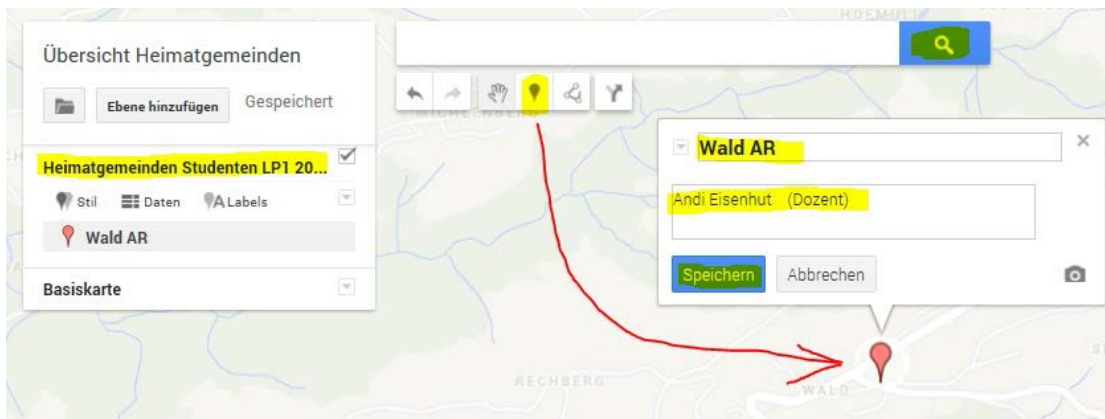 Übersicht Heimatgemeinden
Ebene hinzufügen Gespeichert
Heimatgemeinden Studenten LP1 20...
Stil Daten Labels
Wald AR
Basiskarte
Wald AR
Andi Eisenhut (Dozent)
Speichern Abbrechen
RECHBERG
WALD